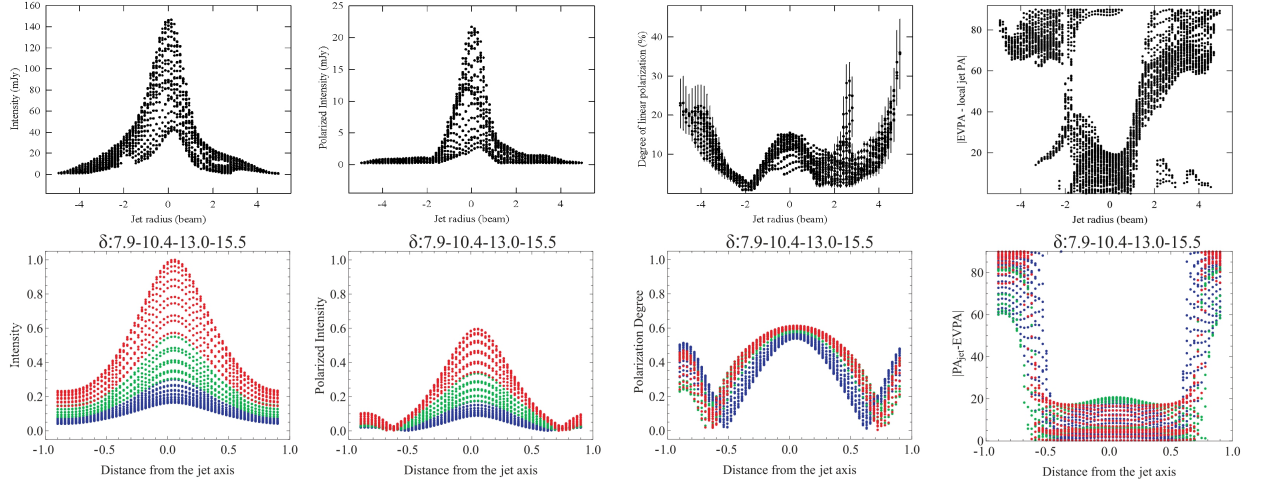 160
140
120
100
80
60
40
20
0
Intensity (mJy)
-4 -2 0 2 4
Jet radius (beam)
25
20
15
10
5
0
Polarized Intensity (mJy)
-4 -2 0 2 4
Jet radius (beam)
40
30
20
10
Degree of linear polarization (%)
-4 -2 0 2 4
Jet radius (beam)
80
60
40
20
|EVPA - local jet PA|
-4 -2 0 2 4
Jet radius (beam)
δ:7.9-10.4-13.0-15.5
1.0
0.8
0.6
0.4
0.2
0.0
Intensity
-1.0 -0.5 0.0 0.5 1.0
Distance from the jet axis
δ:7.9-10.4-13.0-15.5
1.0
0.8
0.6
0.4
0.2
0.0
Polarized Intensity
-1.0 -0.5 0.0 0.5 1.0
Distance from the jet axis
δ:7.9-10.4-13.0-15.5
1.0
0.8
0.6
0.4
0.2
0.0
Polarization Degree
-1.0 -0.5 0.0 0.5 1.0
Distance from the jet axis
δ:7.9-10.4-13.0-15.5
80
60
40
20
0
|PAjet-EVPA|
-1.0 -0.5 0.0 0.5 1.0
Distance from the jet axis